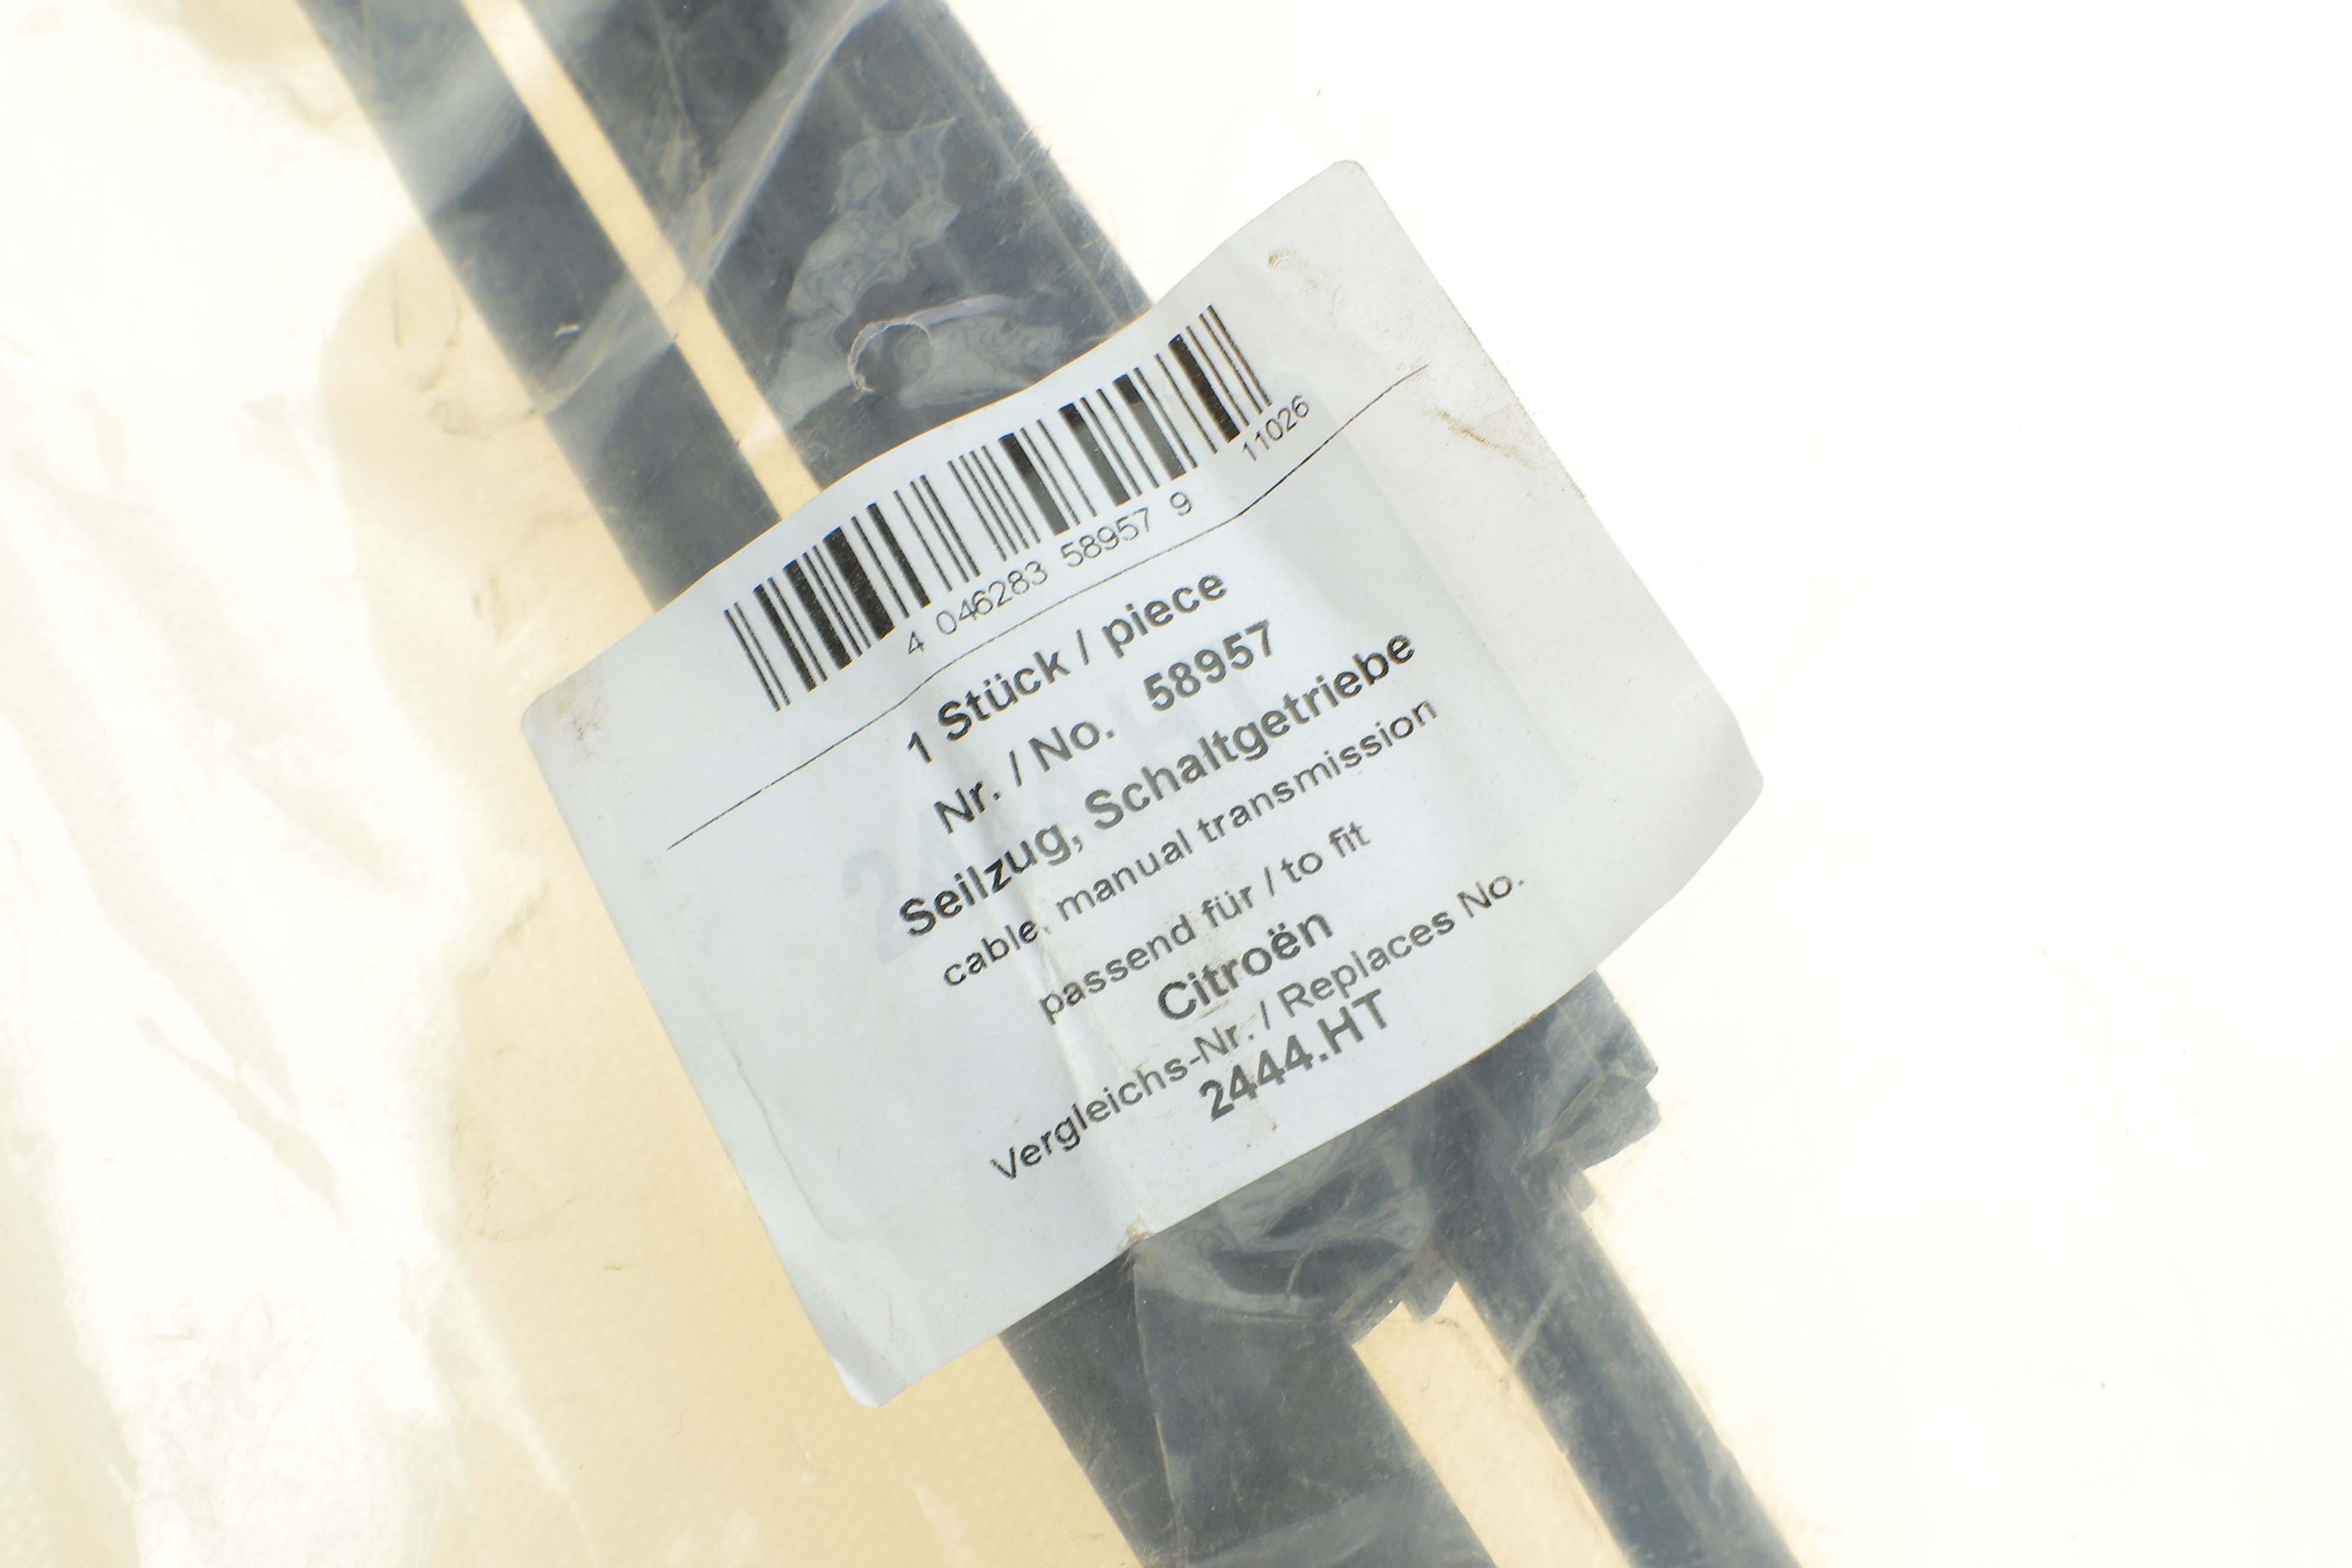 4 046283 58957 9
11026
1 Stück / piece
Nr. / No. 58957
Seilzug, Schaltgetriebe
cable, manual transmission
passend für / to fit
Citroën
Vergleichs-Nr. / Replaces No.
2444.HT